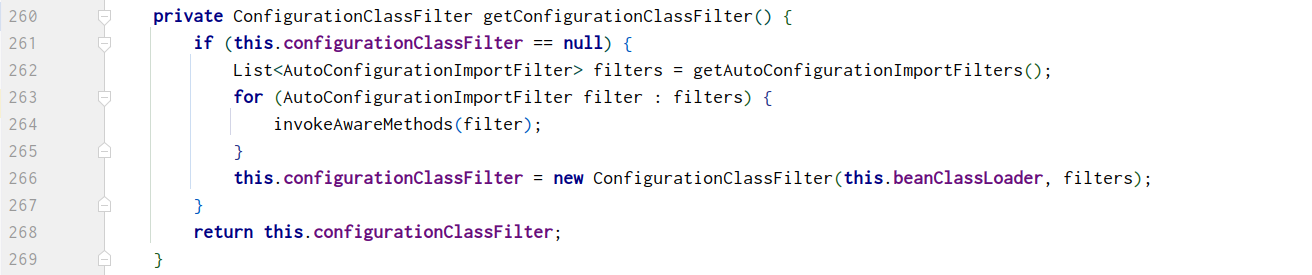 260 private ConfigurationClassFilter getConfigurationClassFilter() {
261 if (this.configurationClassFilter == null) {
262 List<AutoConfigurationImportFilter> filters = getAutoConfigurationImportFilters();
263 for (AutoConfigurationImportFilter filter : filters) {
264 invokeAwareMethods(filter);
265 }
266 this.configurationClassFilter = new ConfigurationClassFilter(this.beanClassLoader, filters);
267 }
268 return this.configurationClassFilter;
269 }